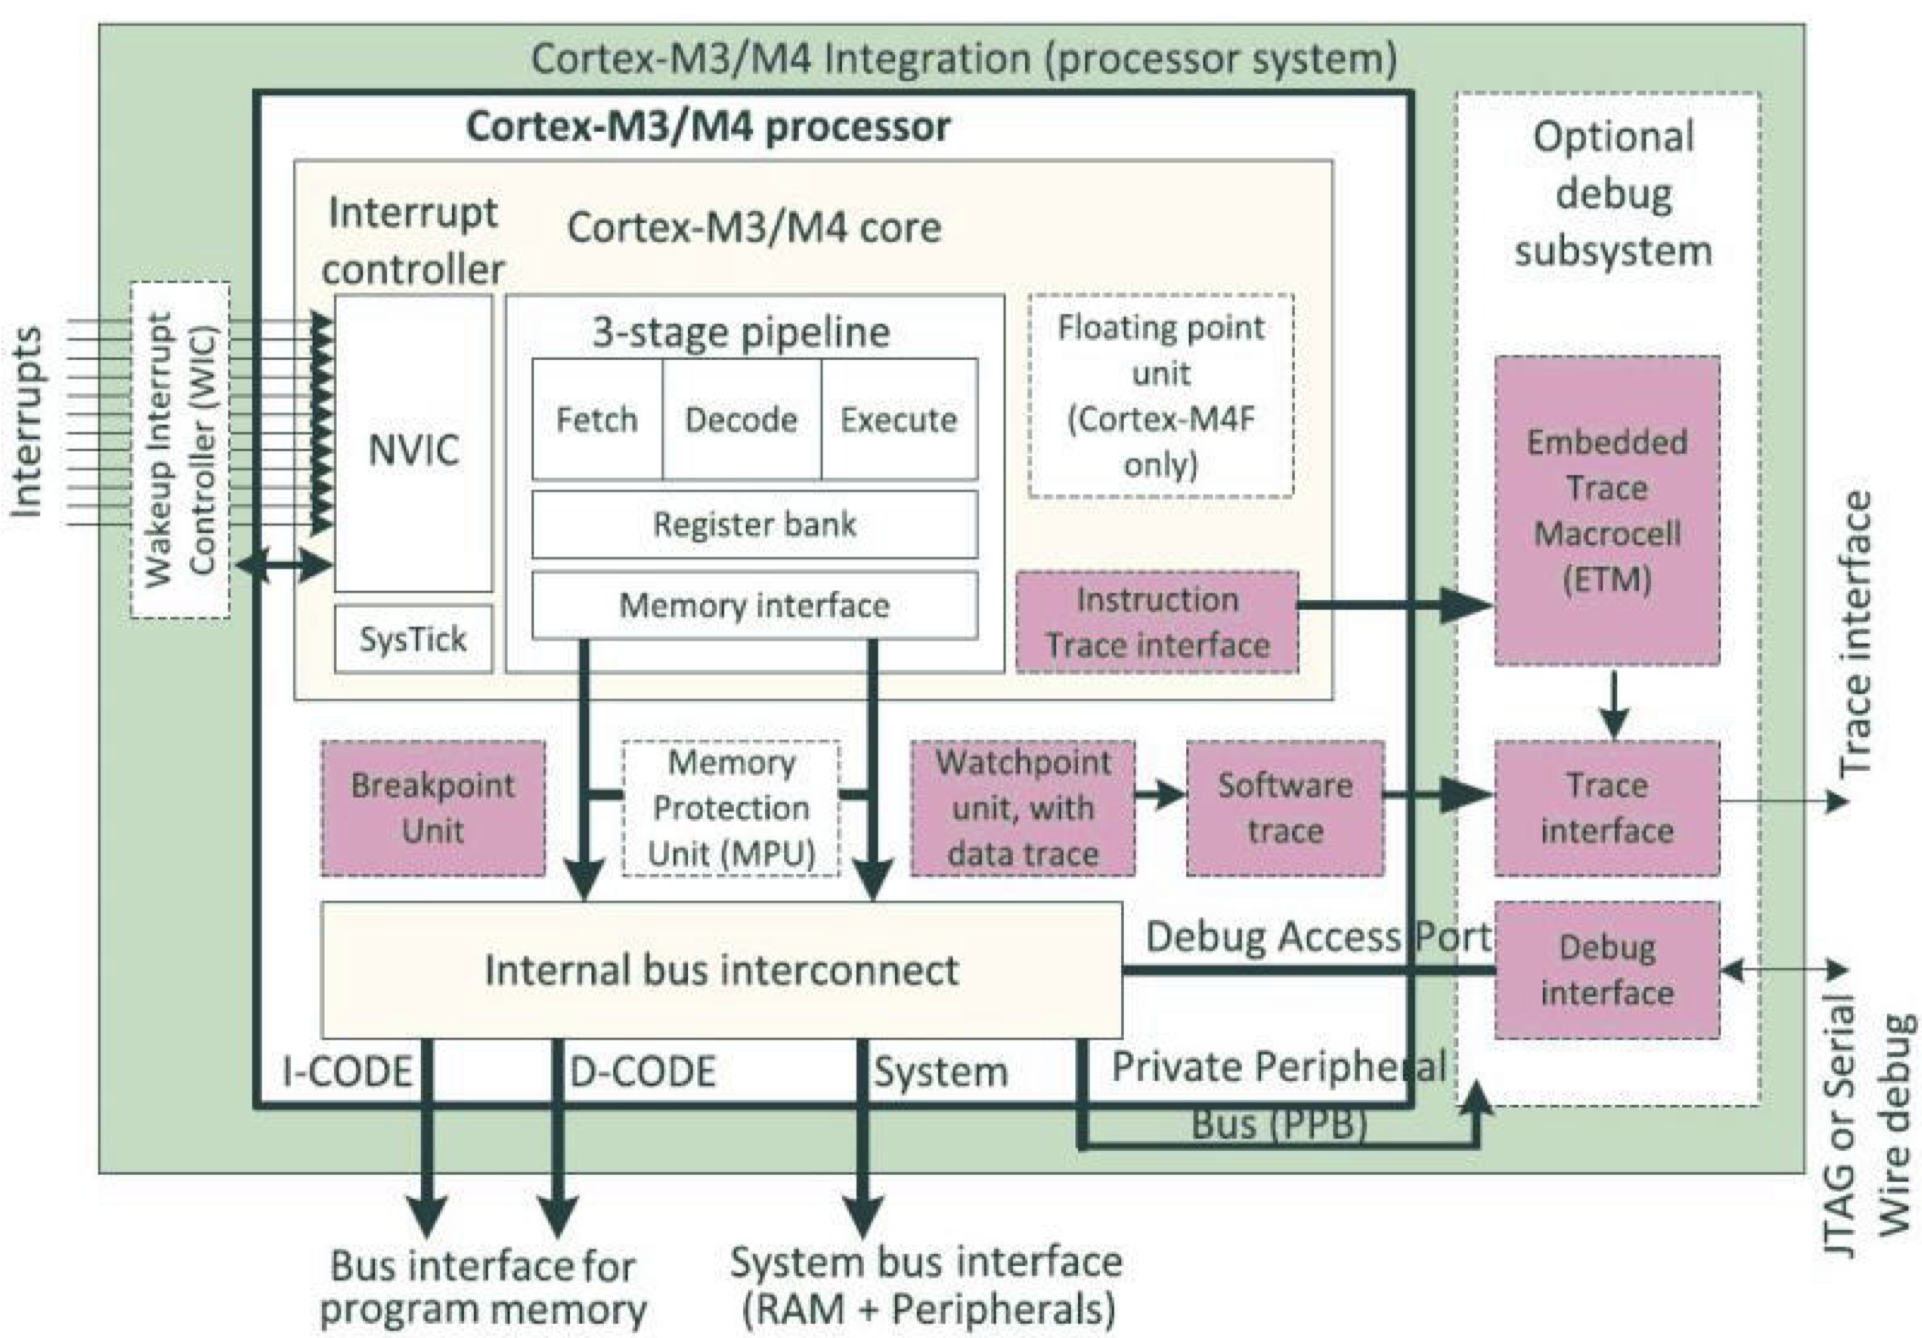 Cortex-M3/M4 Integration (processor system)
Cortex-M3/M4 processor
Interrupt
controller
Cortex-M3/M4 core
Optional
debug
subsystem
Interrupts
Wakeup Interrupt
Controller (WIC)
NVIC
SysTick
3-stage pipeline
Fetch
Decode
Execute
Register bank
Memory interface
Floating point
unit
(Cortex-M4F
only)
Instruction
Trace interface
Embedded
Trace
Macrocell
(ETM)
Breakpoint
Unit
Memory
Protection
Unit (MPU)
Watchpoint
unit, with
data trace
Software
trace
Trace
interface
Trace interface
Internal bus interconnect
Debug Access Port
Debug
interface
JTAG or Serial
Wire debug
I-CODE
D-CODE
System
Private Peripheral
Bus (PPB)
Bus interface for
program memory
System bus interface
(RAM + Peripherals)